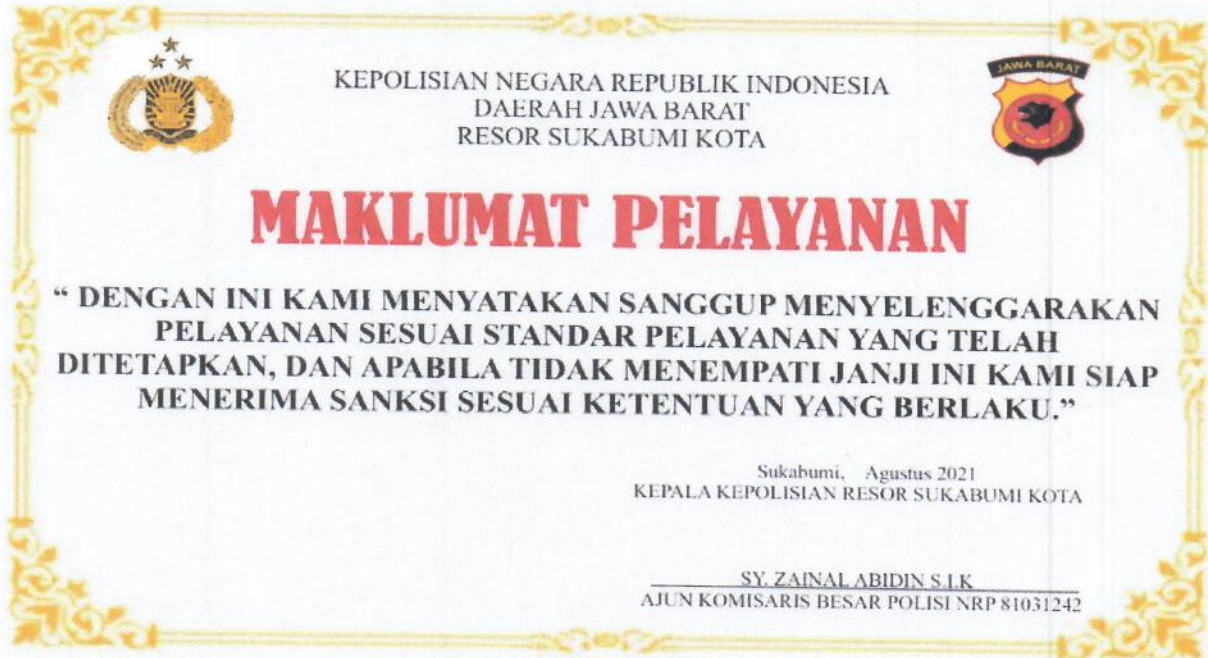 JAWA BARAT
KEPOLISIAN NEGARA REPUBLIK INDONESIA
DAERAH JAWA BARAT
RESOR SUKABUMI KOTA
MAKLUMAT PELAYANAN
“ DENGAN INI KAMI MENYATAKAN SANGGUP MENYELENGGARAKAN
PELAYANAN SESUAI STANDAR PELAYANAN YANG TELAH
DITETAPKAN, DAN APABILA TIDAK MENEMPATI JANJI INI KAMI SIAP
MENERIMA SANKSI SESUAI KETENTUAN YANG BERLAKU.”
Sukabumi, Agustus 2021
KEPALA KEPOLISIAN RESOR SUKABUMI KOTA
SY. ZAINAL ABIDIN S.I.K
AJUN KOMISARIS BESAR POLISI NRP 81031242